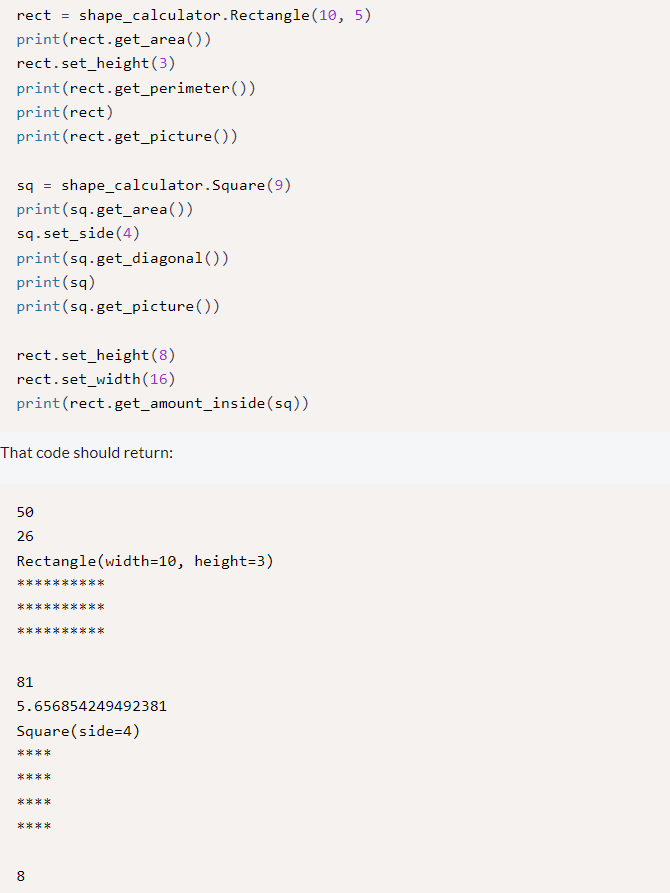 rect = shape_calculator.Rectangle(10, 5)
print(rect.get_area())
rect.set_height(3)
print(rect.get_perimeter())
print(rect)
print(rect.get_picture())

sq = shape_calculator.Square(9)
print(sq.get_area())
sq.set_side(4)
print(sq.get_diagonal())
print(sq)
print(sq.get_picture())

rect.set_height(8)
rect.set_width(16)
print(rect.get_amount_inside(sq))

That code should return:

50
26
Rectangle(width=10, height=3)
**********
**********
**********

81
5.656854249492381
Square(side=4)
****
****
****
****

8